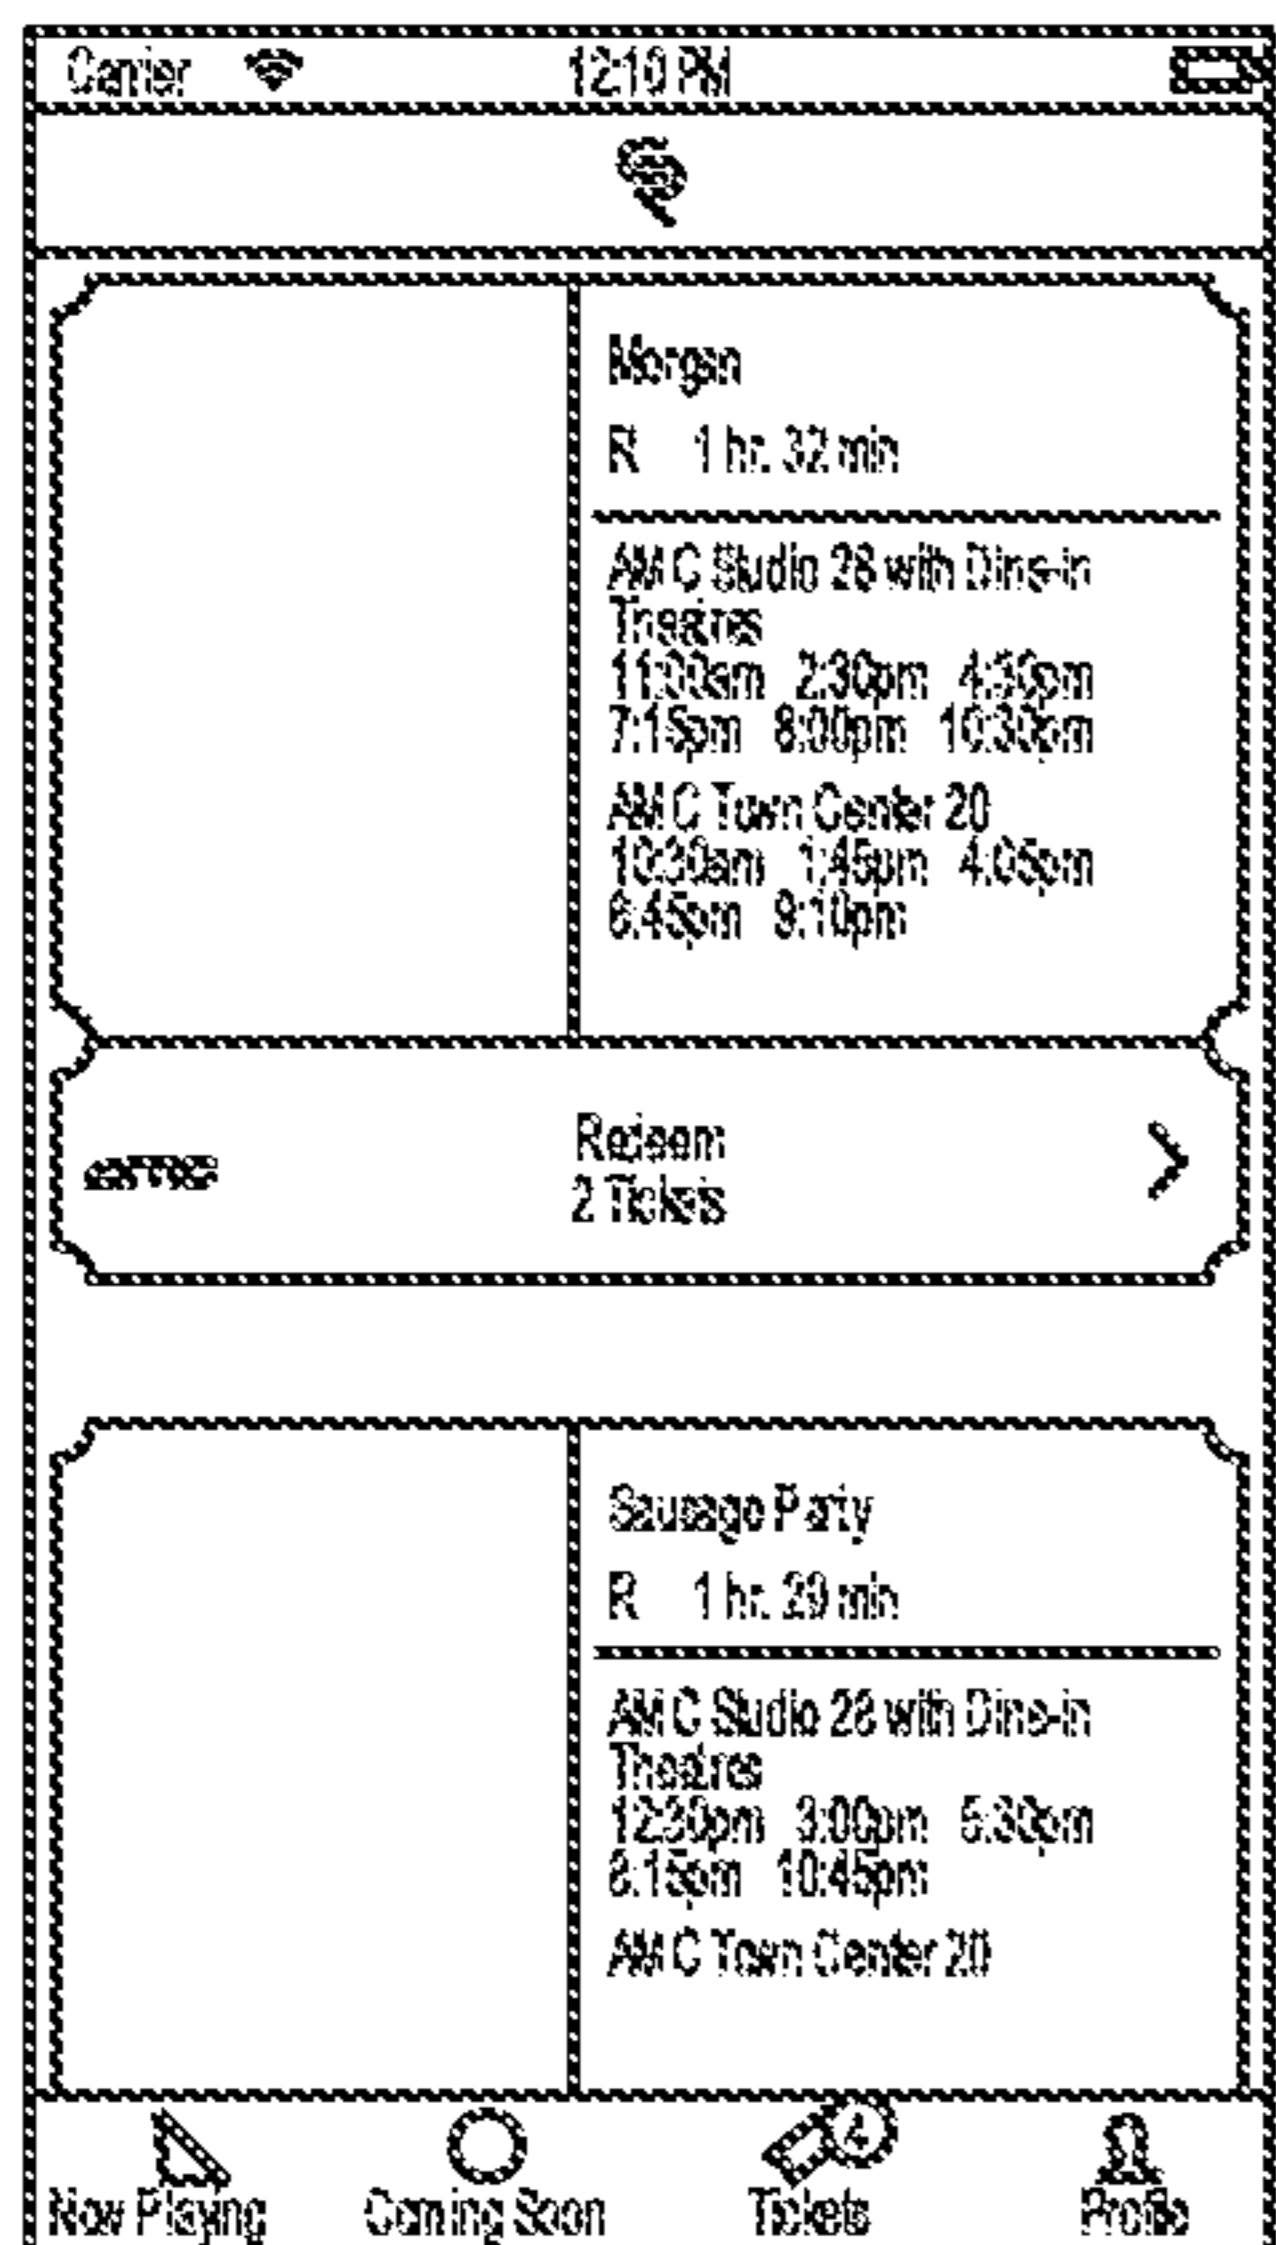 Carrier 12:10 PM
Morgan
R 1 hr. 32 min
AMC Studio 28 with Dine-in
Theatres
11:00am 2:30pm 4:30pm
7:15pm 8:00pm 10:30pm
AMC Town Center 20
10:30am 1:45pm 4:05pm
6:45pm 9:10pm
amc
Redeem
2 Tickets
Sausage Party
R 1 hr. 29 min
AMC Studio 28 with Dine-in
Theatres
12:30pm 3:00pm 5:30pm
8:15pm 10:45pm
AMC Town Center 20
4
Now Playing Coming Soon Tickets Profile